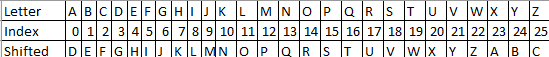 Letter A B C D E F G H I J K L M N O P Q R S T U V W X Y Z
Index 0 1 2 3 4 5 6 7 8 9 10 11 12 13 14 15 16 17 18 19 20 21 22 23 24 25
Shifted D E F G H I J K L M N O P Q R S T U V W X Y Z A B C